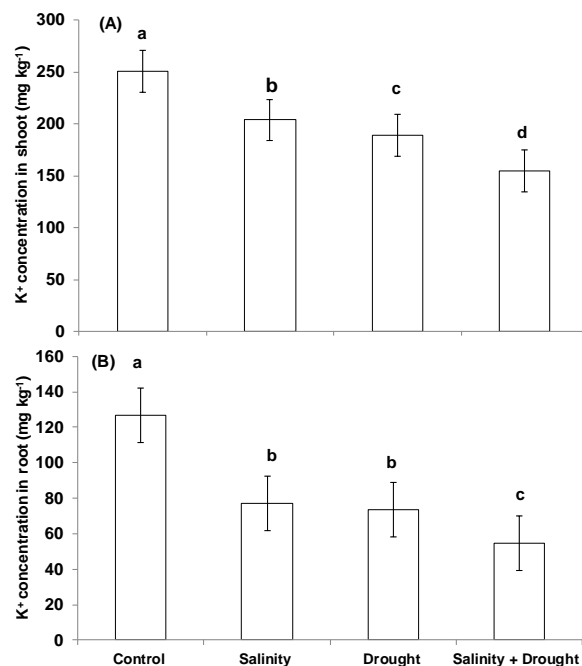 (A)
K⁺ concentration in shoot (mg kg⁻¹)
300
250
200
150
100
50
0
a
b
c
d
(B)
K⁺ concentration in root (mg kg⁻¹)
160
140
120
100
80
60
40
20
0
a
b
b
c
Control Salinity Drought Salinity + Drought